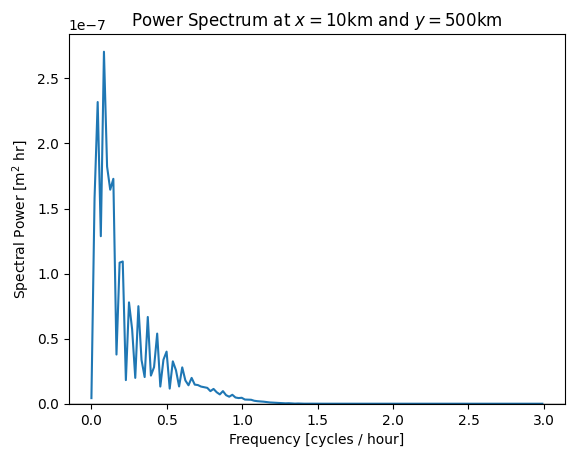 Power Spectrum at x = 10km and y = 500km
1e−7
2.5
2.0
1.5
1.0
0.5
0.0
Spectral Power [m² hr]
0.0 0.5 1.0 1.5 2.0 2.5 3.0
Frequency [cycles / hour]